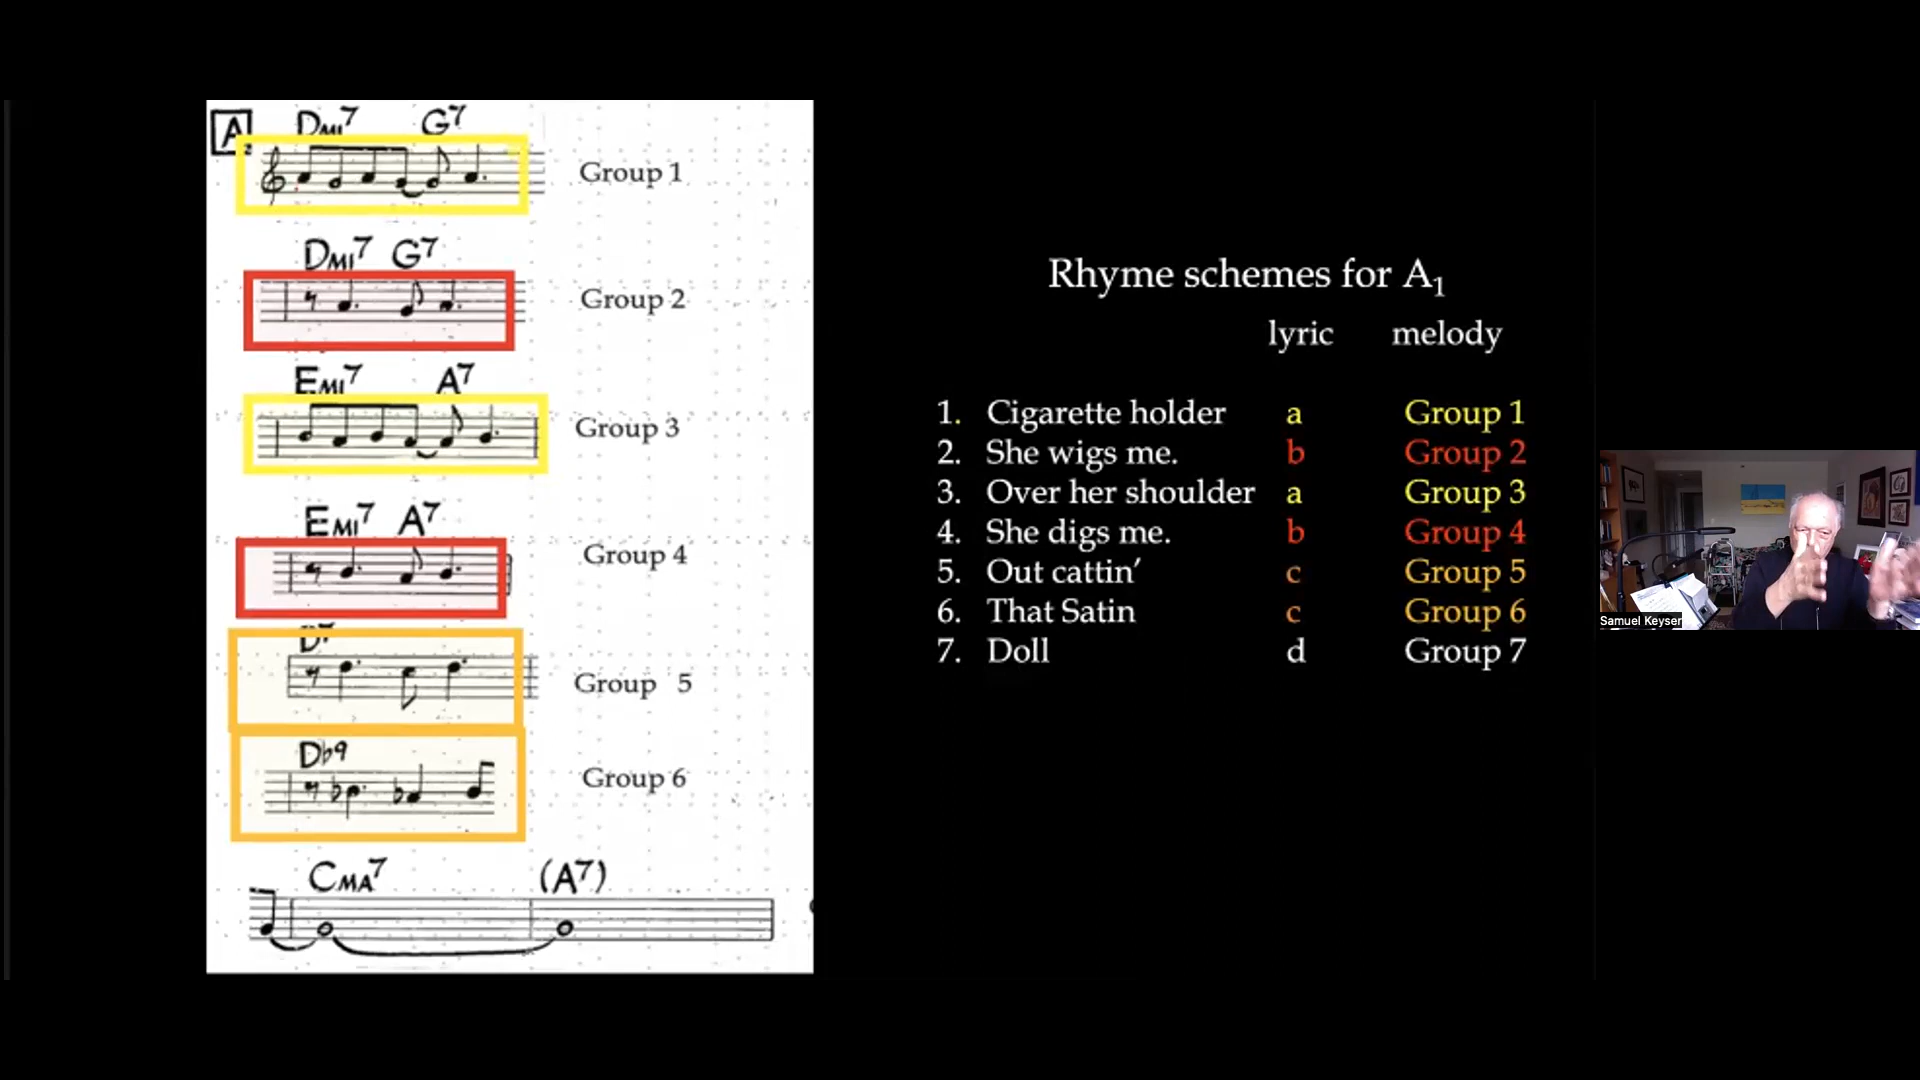 A
DMI7 G7
Group 1
DMI7 G7
Group 2
EMI7 A7
Group 3
EMI7 A7
Group 4
D7
Group 5
D♭9
Group 6
CMA7 (A7)
Rhyme schemes for A1
lyric melody
1. Cigarette holder a Group 1
2. She wigs me. b Group 2
3. Over her shoulder a Group 3
4. She digs me. b Group 4
5. Out cattin’ c Group 5
6. That Satin c Group 6
7. Doll d Group 7
Samuel Keyser